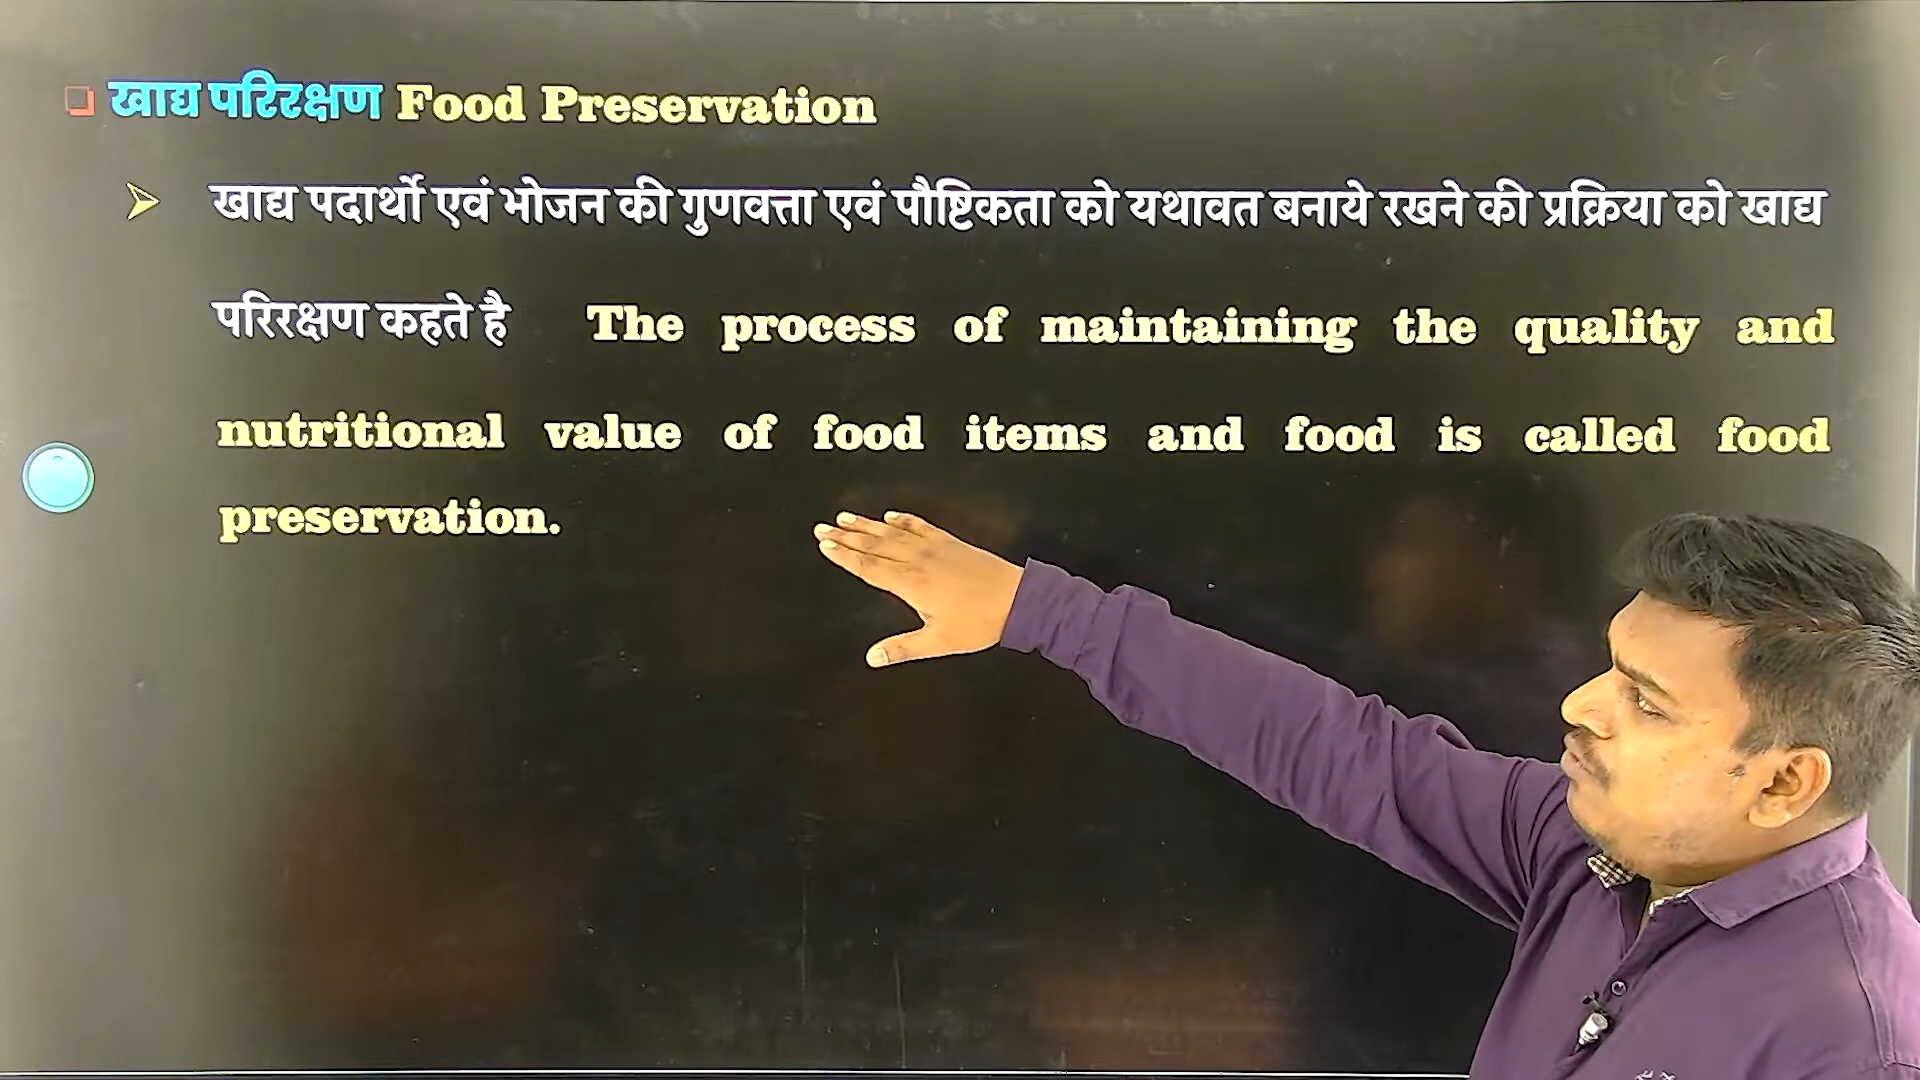 खाद्य परिरक्षण Food Preservation
खाद्य पदार्थो एवं भोजन की गुणवत्ता एवं पौष्टिकता को यथावत बनाये रखने की प्रक्रिया को खाद्य
परिरक्षण कहते है The process of maintaining the quality and
nutritional value of food items and food is called food
preservation.